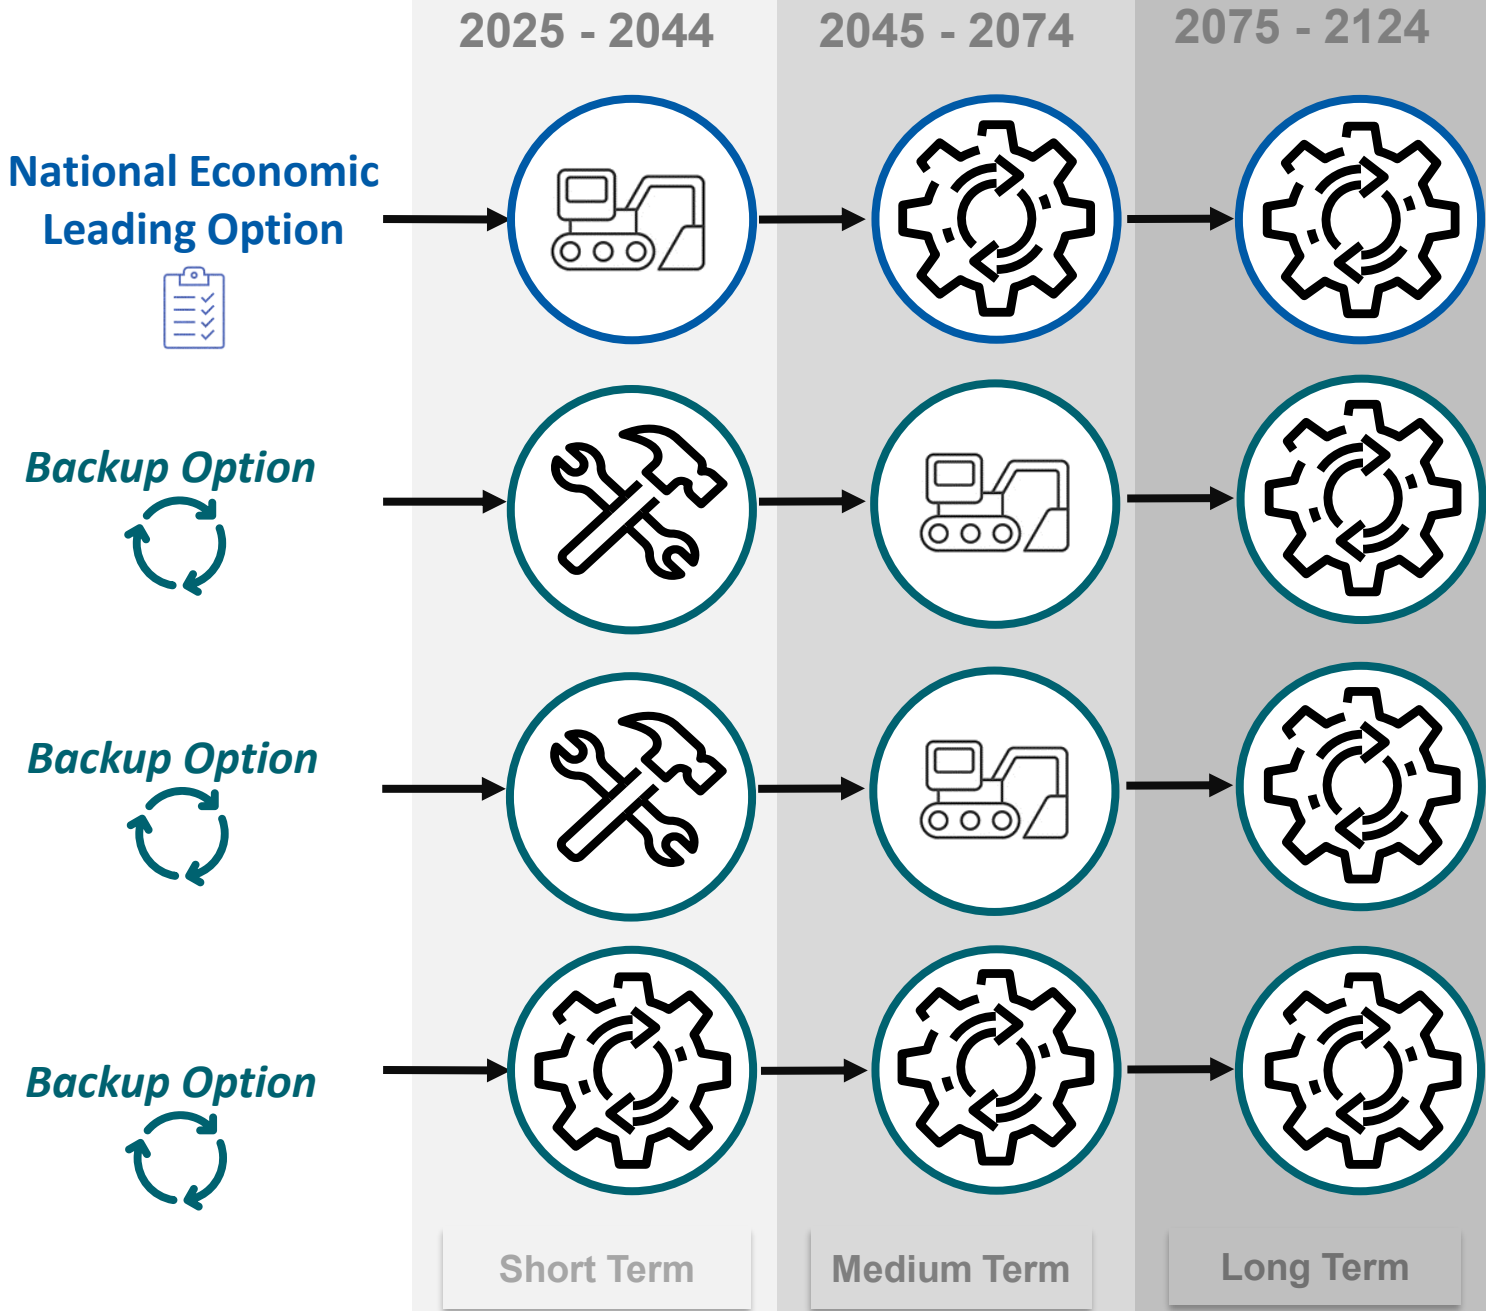 2025 - 2044
2045 - 2074
2075 - 2124
National Economic
Leading Option
Backup Option
Backup Option
Backup Option
Short Term
Medium Term
Long Term